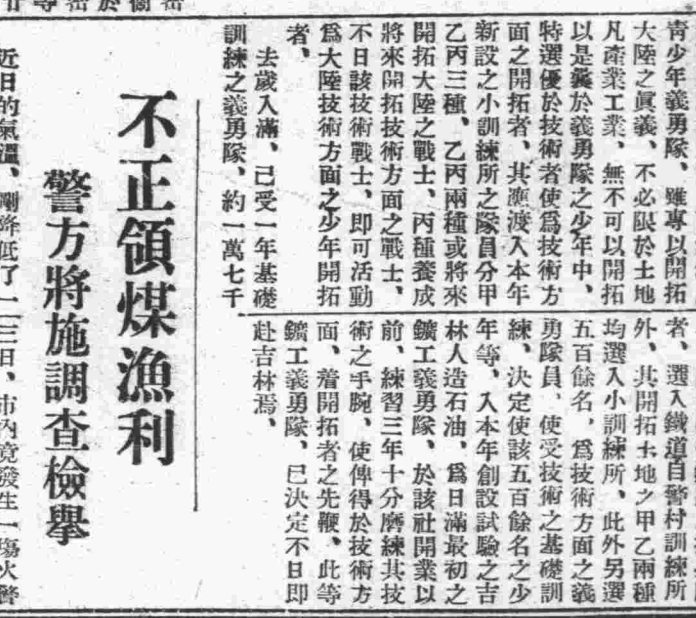 青少年義勇隊、雖專以開拓
大陸之眞義、不必限於土地
凡產業工業、無不可以開拓
以是義於義勇隊之少年中、
特選優於技術者使爲技術方
面之開拓者、其應渡入本年
新設之小訓練所之隊員分甲
乙丙三種、乙丙兩種或將來
開拓大陸之戰士、丙種養成
將來開拓技術方面之戰士、
不日該技術戰士、卽可活動
爲大陸技術方面之少年開拓
者、
去歲入滿、已受一年基礎
訓練之義勇隊、約一萬七千
者、選入鐵道自警村訓練所
外、其開拓土地之甲乙兩種
均選入小訓練所、此外另選
五百餘名、爲技術方面之義
勇隊員、使受技術之基礎訓
練、決定使該五百餘名之少
年等、入本年創設試驗之吉
林人造石油、爲日滿最初之
鑛工義勇隊、於該社開業以
前、練習三年十分磨練其技
術之手腕、使俾得於技術方
面、着開拓者之先鞭、此等
鑛工義勇隊、已決定不日卽
赴吉林焉、
不正領煤漁利
警方將施調查檢擧
近日的氣溫、降低了一二三日、市內竟發生一塲火警